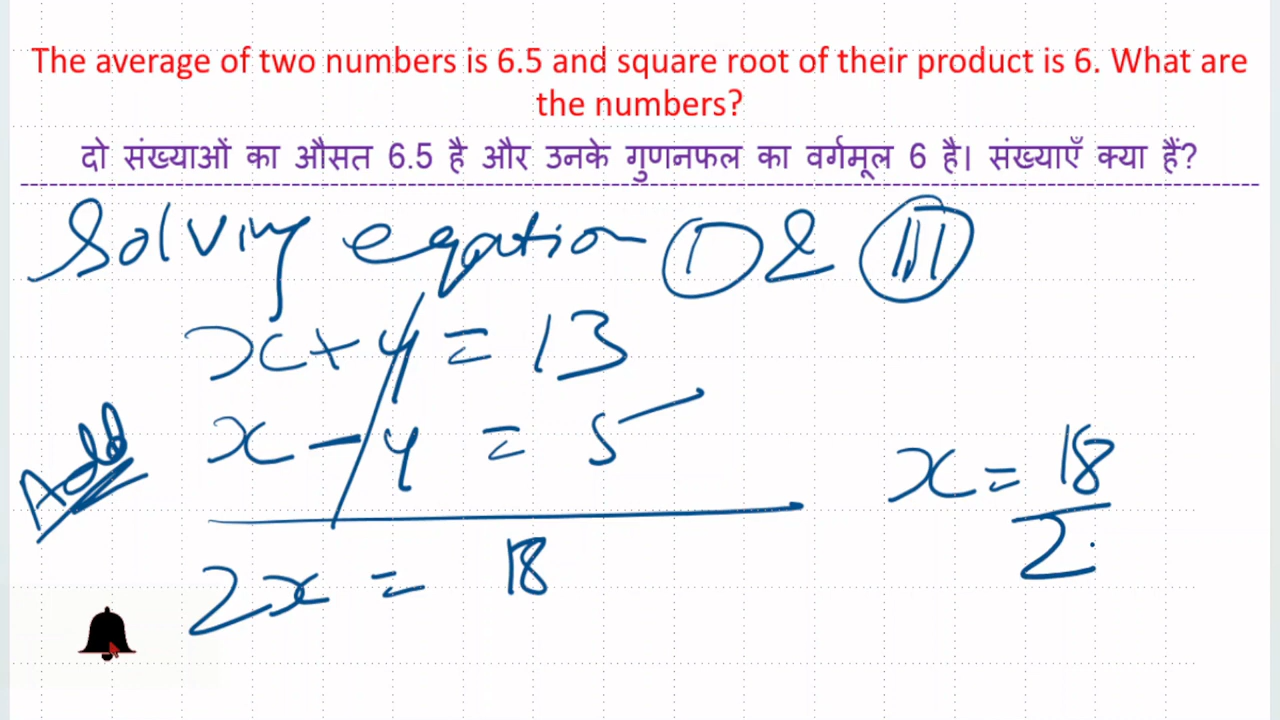 The average of two numbers is 6.5 and square root of their product is 6. What are
the numbers?
दो संख्याओं का औसत 6.5 है और उनके गुणनफल का वर्गमूल 6 है। संख्याएँ क्या हैं?
Solving eqation I & III
x + y = 13
Add x - y = 5
x = 18/2
2x = 18